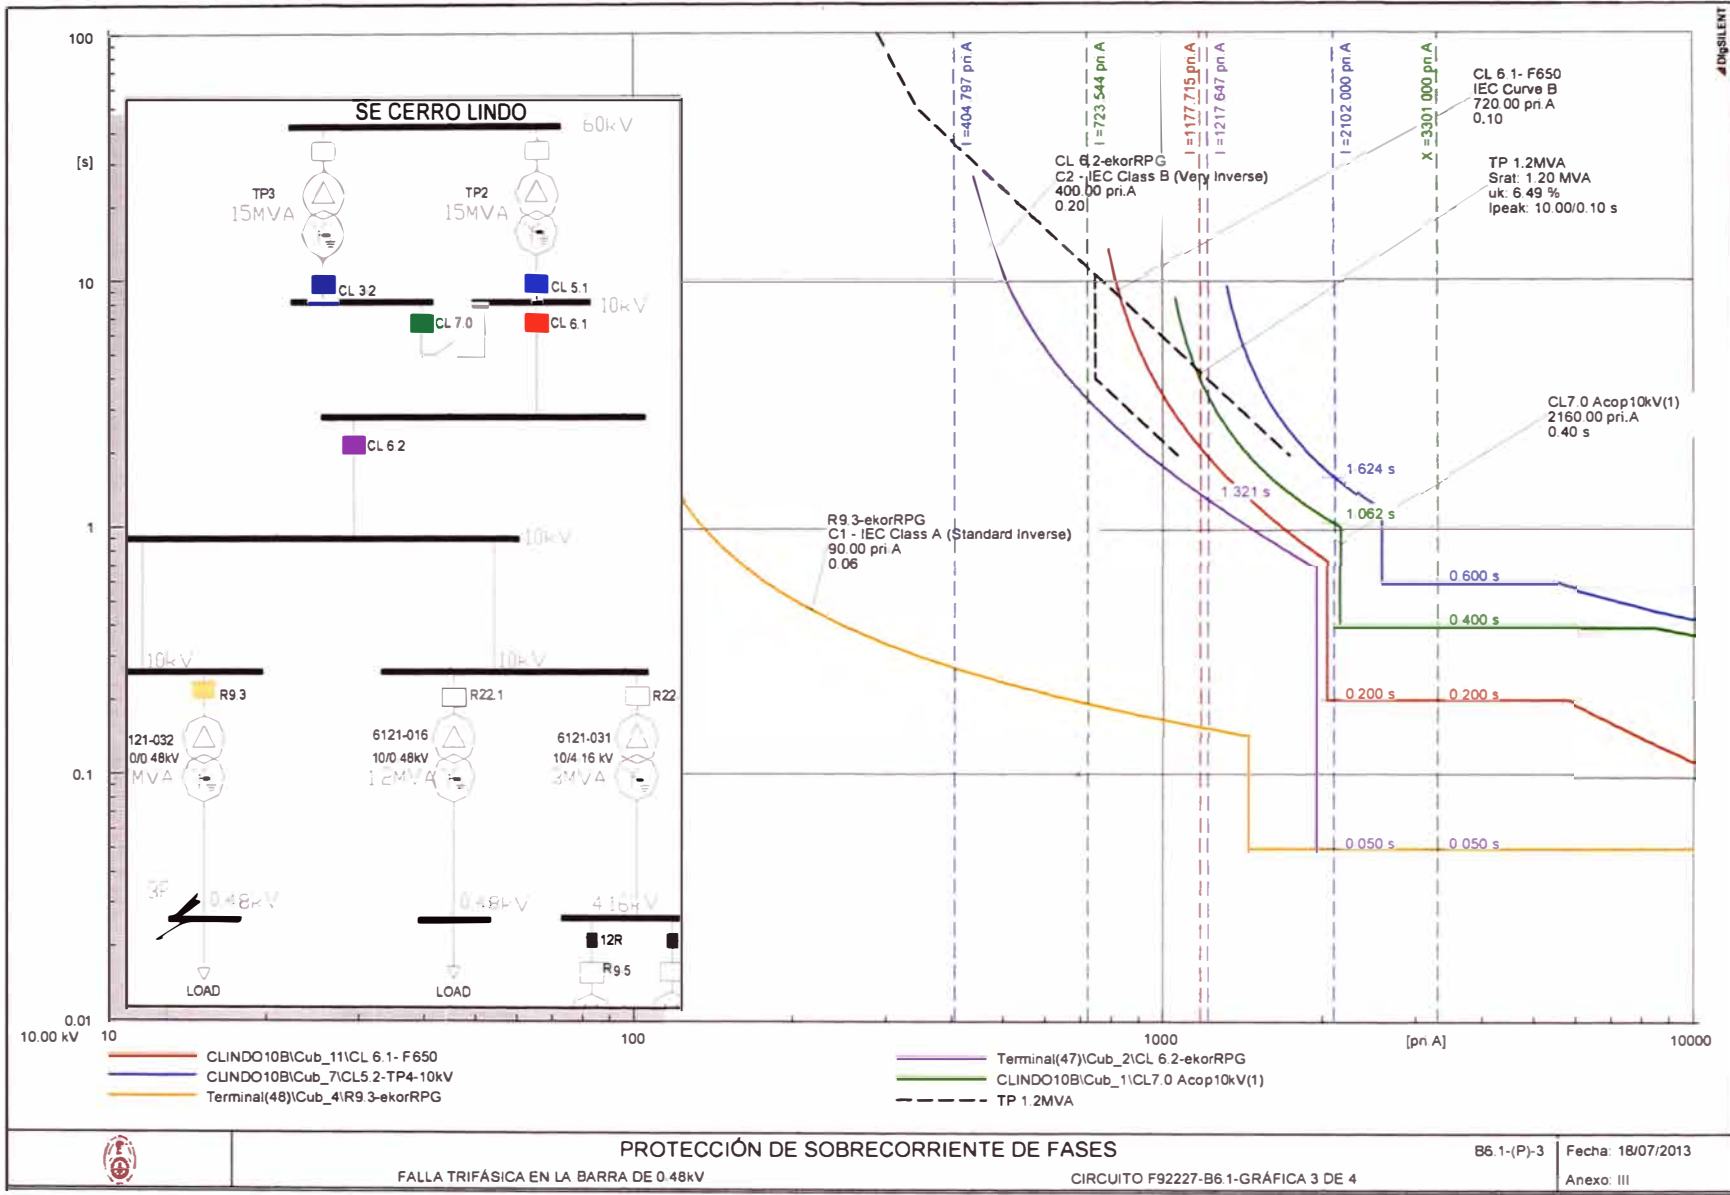 DIgSILENT
100
[s]
10
1
0.1
0.01
10.00 kV
10
100
1000
[pri.A]
10000
SE CERRO LINDO
60kV
TP3
15MVA
TP2
15MVA
CL 3.2
CL 5.1
10kV
CL 7.0
CL 6.1
CL 6.2
10kV
10kV
10kV
R9.3
R22.1
R22
121-032
0/0.48kV
MVA
6121-016
10/0.48kV
1.2MVA
6121-031
10/4.16 kV
3MVA
3F
0.48kV
0.48kV
4.16kV
12R
R9.5
LOAD
LOAD
I =404.797 pri.A
I =723.544 pri.A
I =1177.715 pri.A
I =1217.647 pri.A
I =2102.000 pri.A
X =3301.000 pri.A
CL 6.1- F650
IEC Curve B
720.00 pri.A
0.10
CL 6.2-ekorRPG
C2 - IEC Class B (Very Inverse)
400.00 pri.A
0.20
TP 1.2MVA
Srat: 1.20 MVA
uk: 6.49 %
Ipeak: 10.00/0.10 s
CL7.0 Acop10kV(1)
2160.00 pri.A
0.40 s
R9.3-ekorRPG
C1 - IEC Class A (Standard Inverse)
90.00 pri.A
0.06
1.624 s
1.321 s
1.062 s
0.600 s
0.400 s
0.200 s
0.200 s
0.050 s
0.050 s
CLINDO10B\Cub_11\CL 6.1- F650
CLINDO10B\Cub_7\CL5.2-TP4-10kV
Terminal(48)\Cub_4\R9.3-ekorRPG
Terminal(47)\Cub_2\CL 6.2-ekorRPG
CLINDO10B\Cub_1\CL7.0 Acop10kV(1)
TP 1.2MVA
PROTECCIÓN DE SOBRECORRIENTE DE FASES
B6.1-(P)-3
Fecha: 18/07/2013
FALLA TRIFÁSICA EN LA BARRA DE 0.48kV
CIRCUITO F92227-B6.1-GRÁFICA 3 DE 4
Anexo: III